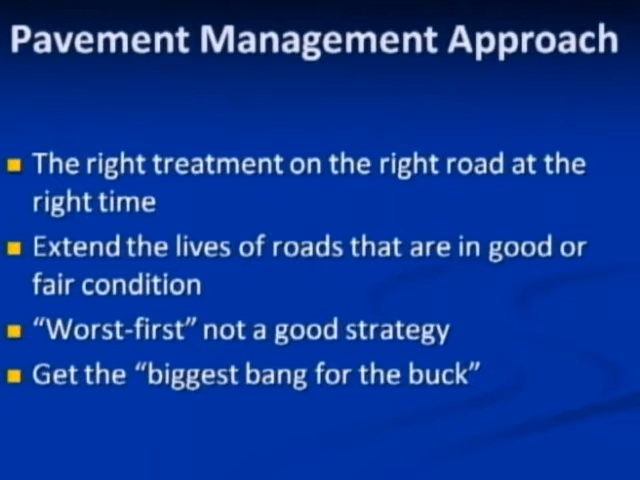 Pavement Management Approach
The right treatment on the right road at the
right time
Extend the lives of roads that are in good or
fair condition
“Worst-first” not a good strategy
Get the “biggest bang for the buck”